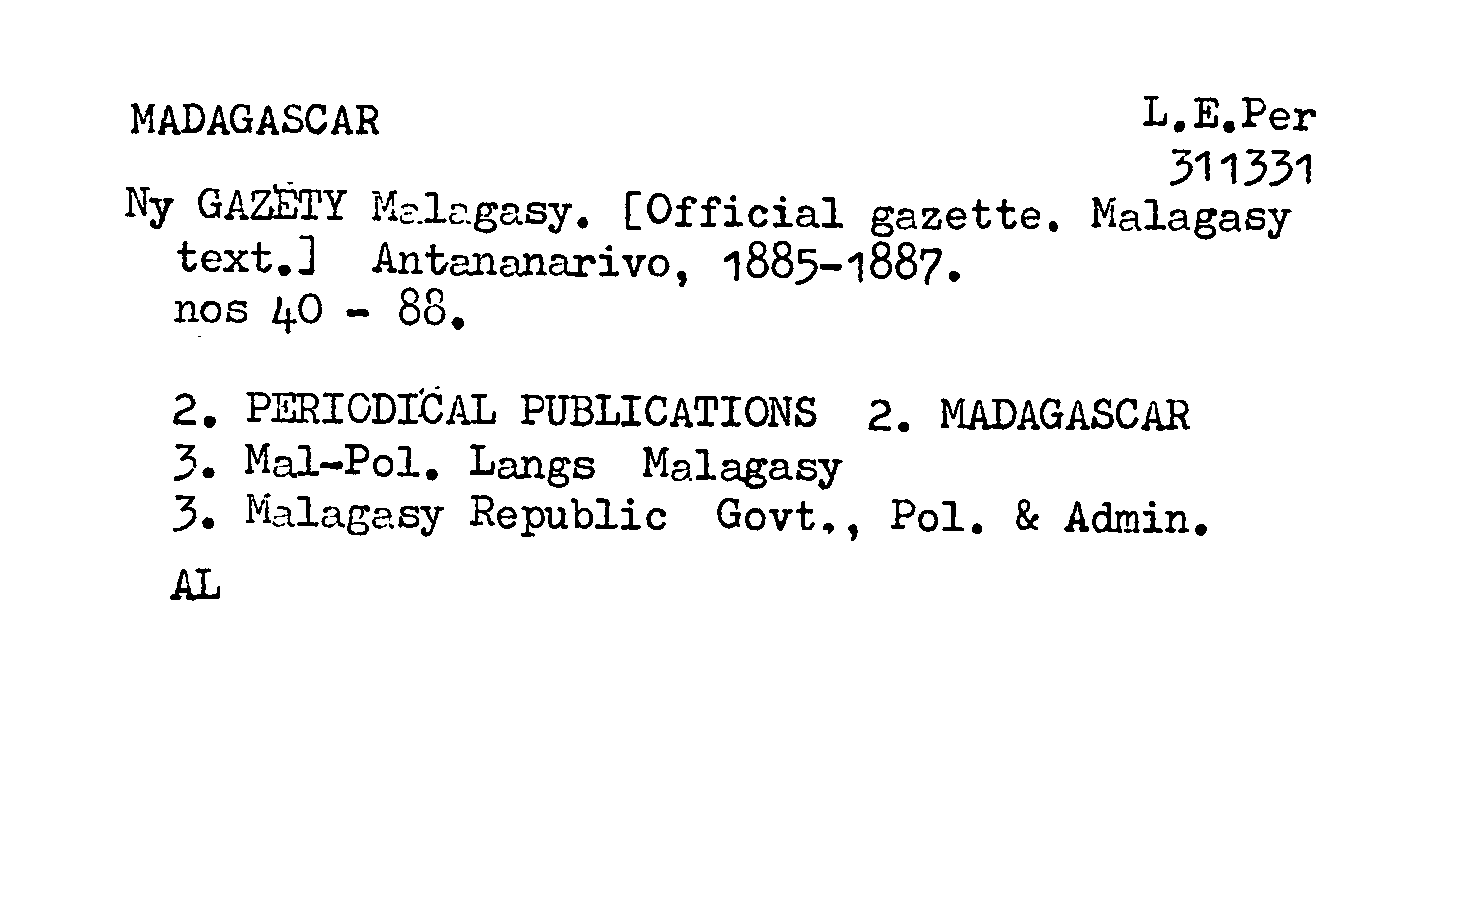 MADAGASCAR
L.E.Per
311331
Ny GAZETY Malagasy. [Official gazette. Malagasy
text.] Antananarivo, 1885-1887.
nos 40 - 88.
2. PERIODICAL PUBLICATIONS 2. MADAGASCAR
3. Mal-Pol. Langs Malagasy
3. Malagasy Republic Govt., Pol. & Admin.
AL